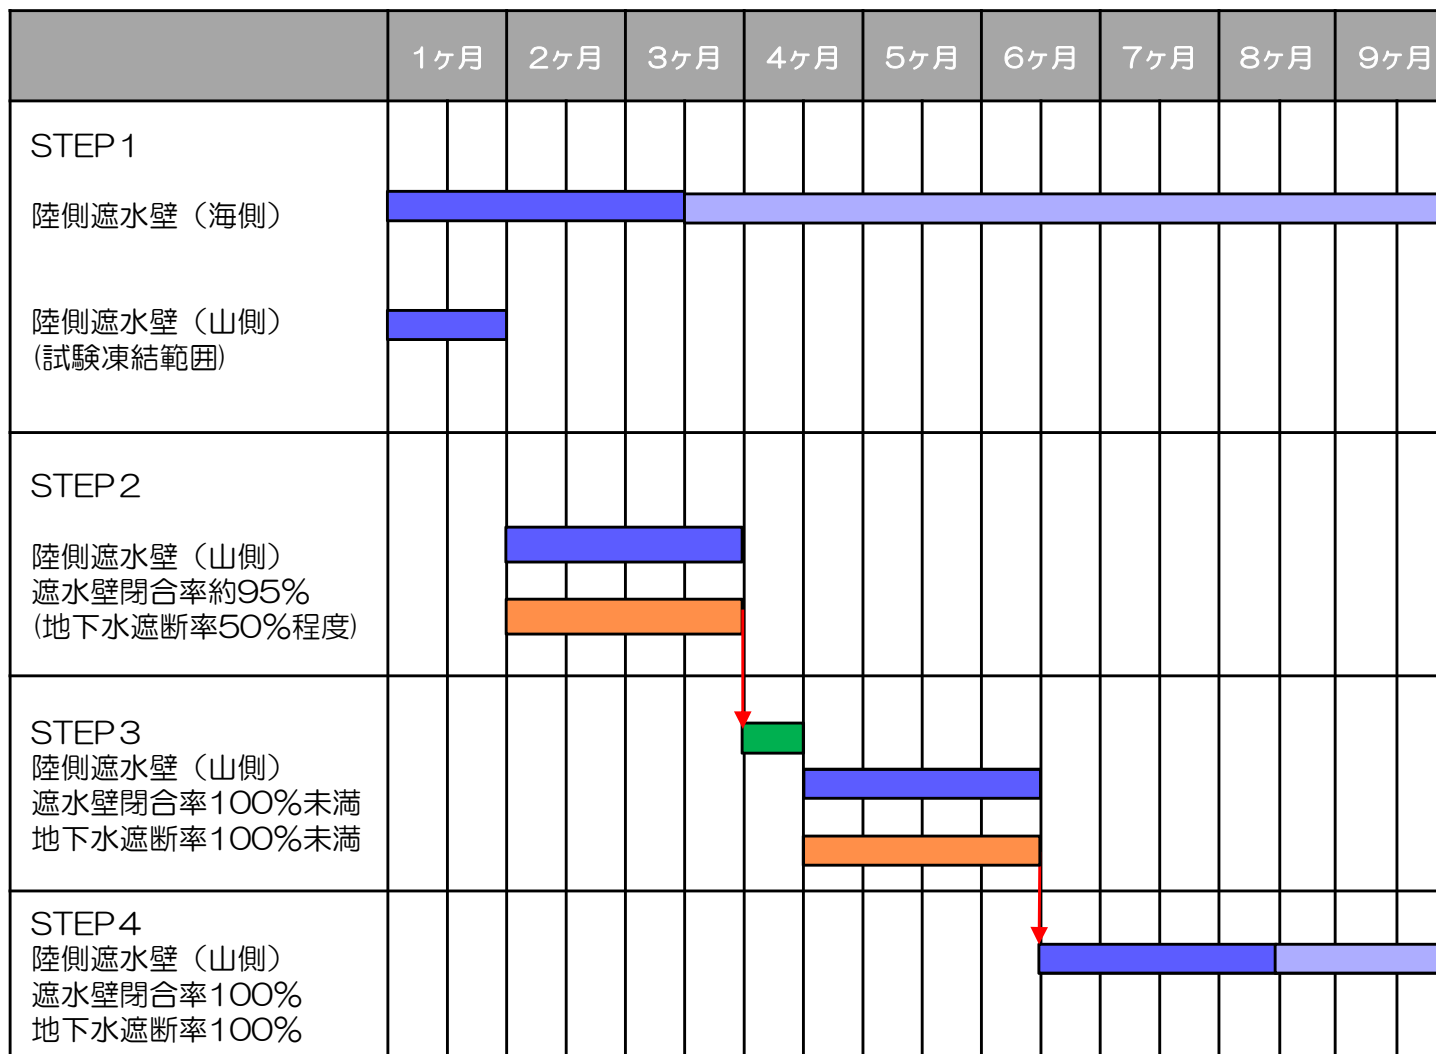 1ヶ月 2ヶ月 3ヶ月 4ヶ月 5ヶ月 6ヶ月 7ヶ月 8ヶ月 9ヶ月
STEP1
陸側遮水壁（海側）
陸側遮水壁（山側）
(試験凍結範囲)
STEP2
陸側遮水壁（山側）
遮水壁閉合率約95%
(地下水遮断率50%程度)
STEP3
陸側遮水壁（山側）
遮水壁閉合率100%未満
地下水遮断率100%未満
STEP4
陸側遮水壁（山側）
遮水壁閉合率100%
地下水遮断率100%